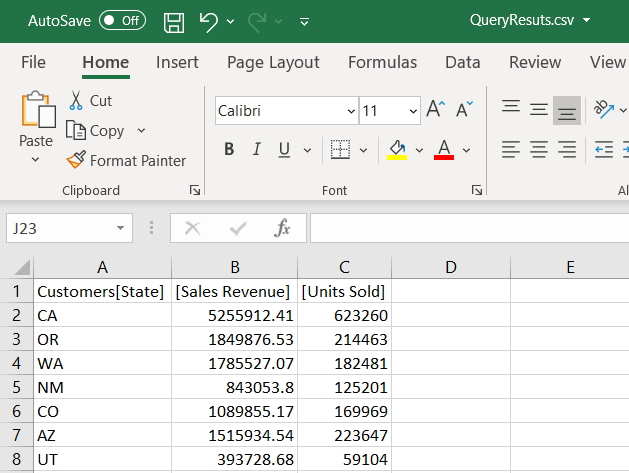 AutoSave Off QueryResuts.csv
File Home Insert Page Layout Formulas Data Review View
Paste
Cut
Copy
Format Painter
Clipboard
Calibri 11 A A
B I U A
Font
Al
J23 fx
A B C D E
1 Customers[State] [Sales Revenue] [Units Sold]
2 CA 5255912.41 623260
3 OR 1849876.53 214463
4 WA 1785527.07 182481
5 NM 843053.8 125201
6 CO 1089855.17 169969
7 AZ 1515934.54 223647
8 UT 393728.68 59104